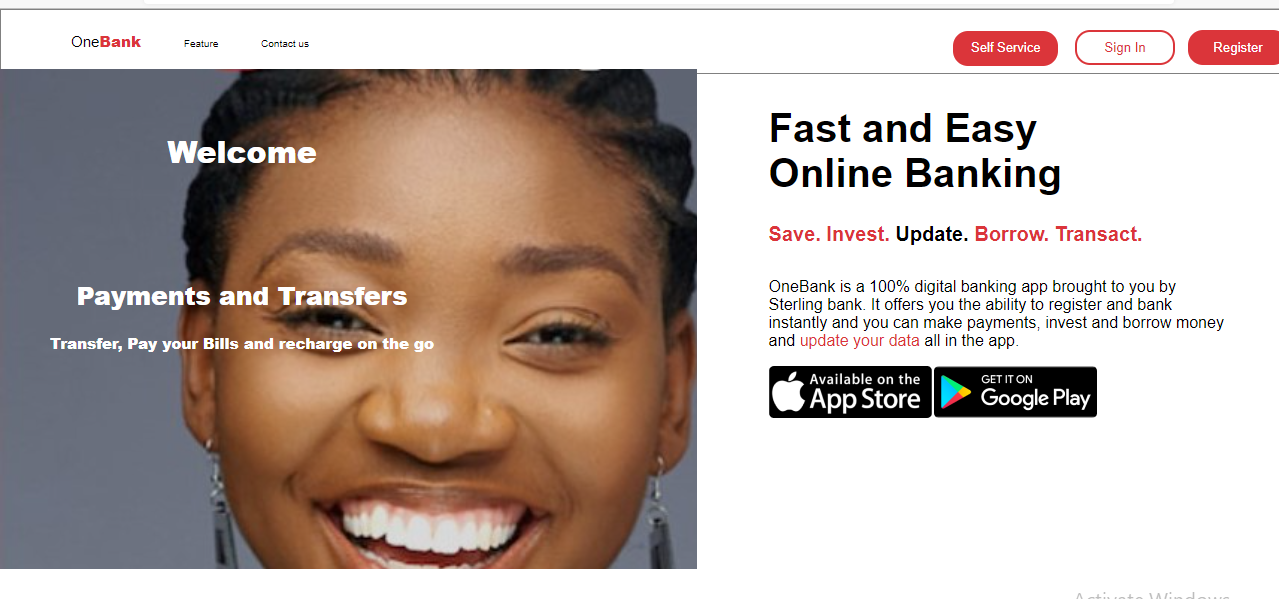 OneBank Feature Contact us Self Service Sign In Register
Welcome
Payments and Transfers
Transfer, Pay your Bills and recharge on the go
Fast and Easy
Online Banking
Save. Invest. Update. Borrow. Transact.
OneBank is a 100% digital banking app brought to you by
Sterling bank. It offers you the ability to register and bank
instantly and you can make payments, invest and borrow money
and update your data all in the app.
Available on the
App Store
GET IT ON
Google Play
Activate Windows